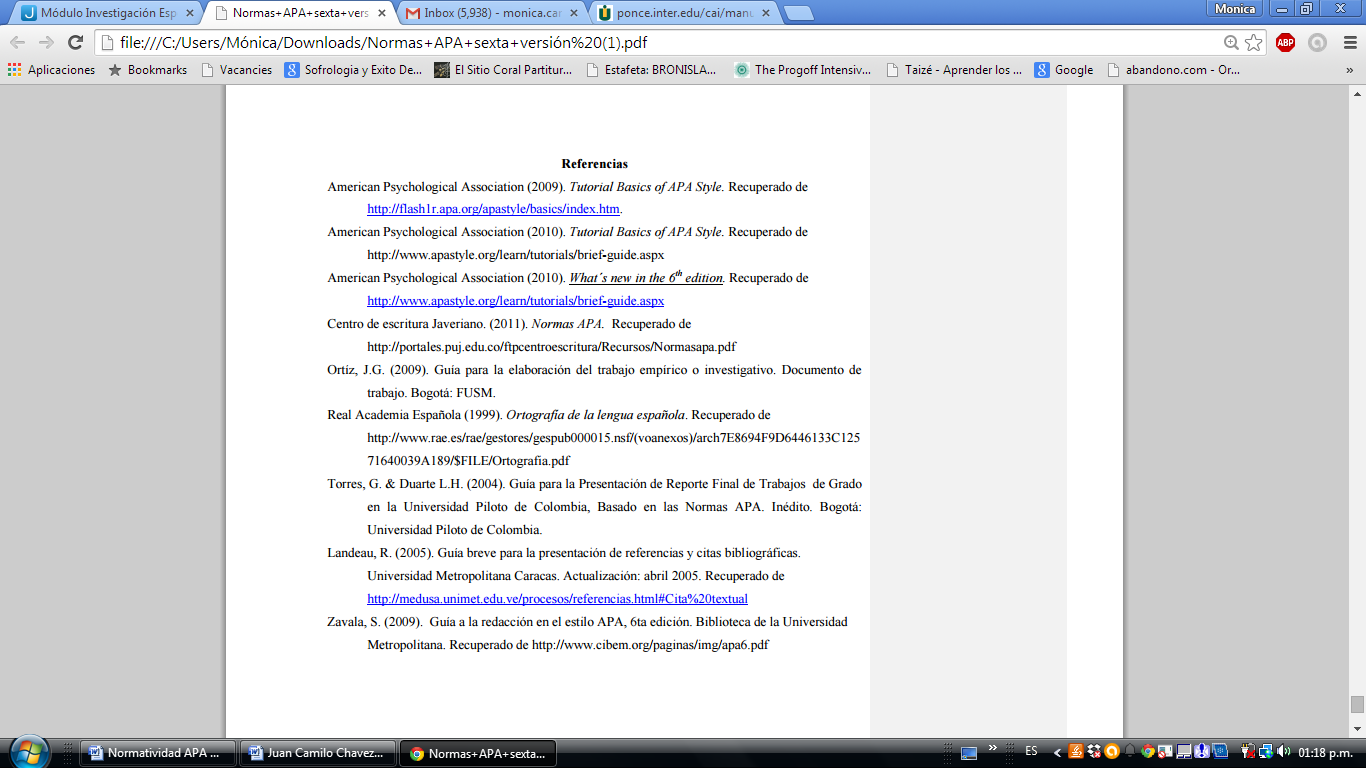 Módulo Investigación Esp
Normas+APA+sexta+vers
Inbox (5,938) - monica.car
ponce.inter.edu/cai/manu
Monica
file:///C:/Users/Mónica/Downloads/Normas+APA+sexta+versión%20(1).pdf
ABP
Aplicaciones
Bookmarks
Vacancies
Sofrologia y Exito De...
El Sitio Coral Partitur...
Estafeta: BRONISLA...
The Progoff Intensiv...
Taizé - Aprender los ...
Google
abandono.com - Or...
»
Referencias
American Psychological Association (2009). Tutorial Basics of APA Style. Recuperado de
http://flash1r.apa.org/apastyle/basics/index.htm.
American Psychological Association (2010). Tutorial Basics of APA Style. Recuperado de
http://www.apastyle.org/learn/tutorials/brief-guide.aspx
American Psychological Association (2010). What´s new in the 6th edition. Recuperado de
http://www.apastyle.org/learn/tutorials/brief-guide.aspx
Centro de escritura Javeriano. (2011). Normas APA. Recuperado de
http://portales.puj.edu.co/ftpcentroescritura/Recursos/Normasapa.pdf
Ortíz, J.G. (2009). Guía para la elaboración del trabajo empírico o investigativo. Documento de
trabajo. Bogotá: FUSM.
Real Academia Española (1999). Ortografía de la lengua española. Recuperado de
http://www.rae.es/rae/gestores/gespub000015.nsf/(voanexos)/arch7E8694F9D6446133C125
71640039A189/$FILE/Ortografia.pdf
Torres, G. & Duarte L.H. (2004). Guía para la Presentación de Reporte Final de Trabajos de Grado
en la Universidad Piloto de Colombia, Basado en las Normas APA. Inédito. Bogotá:
Universidad Piloto de Colombia.
Landeau, R. (2005). Guía breve para la presentación de referencias y citas bibliográficas.
Universidad Metropolitana Caracas. Actualización: abril 2005. Recuperado de
http://medusa.unimet.edu.ve/procesos/referencias.html#Cita%20textual
Zavala, S. (2009). Guía a la redacción en el estilo APA, 6ta edición. Biblioteca de la Universidad
Metropolitana. Recuperado de http://www.cibem.org/paginas/img/apa6.pdf
Normatividad APA ...
Juan Camilo Chavez...
Normas+APA+sexta...
»
ES
01:18 p.m.